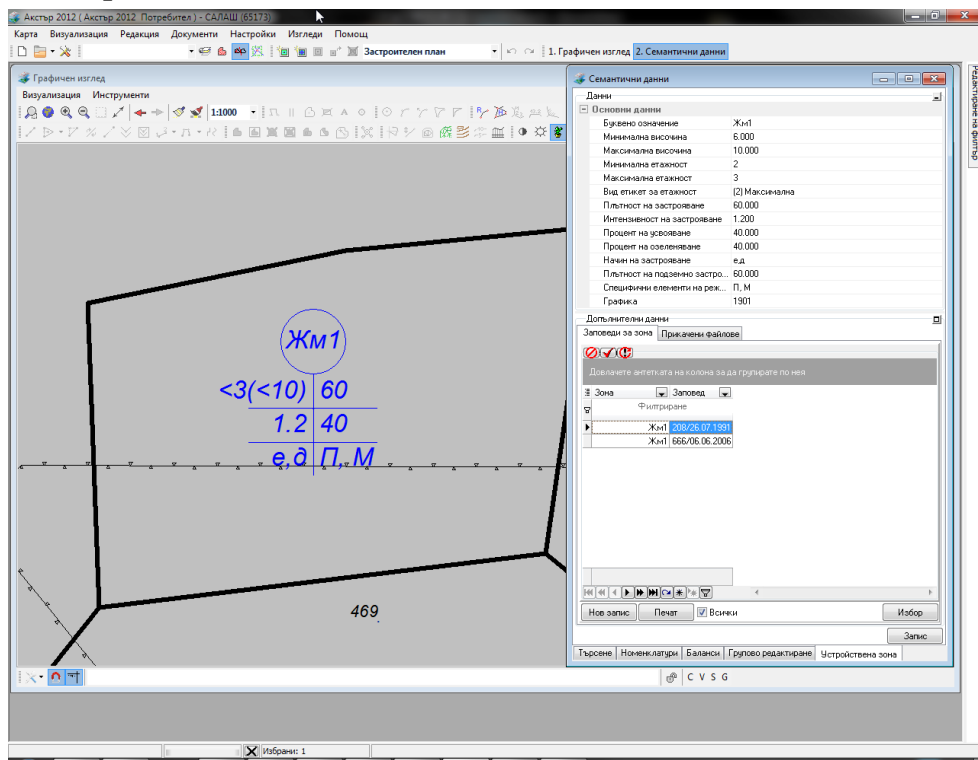 Акстър 2012 ( Акстър 2012 Потребител ) - САЛАШ (65173)
Карта Визуализация Редакция Документи Настройки Изгледи Помощ
Застроителен план 1. Графичен изглед 2. Семантични данни
Графичен изглед
Визуализация Инструменти
1:1000
Жм1
<3(<10) 60
1.2 40
е,д П, М
469
C V S G
Семантични данни
Данни
Основни данни
Буквено означение Жм1
Минимална височина 6.000
Максимална височина 10.000
Минимална етажност 2
Максимална етажност 3
Вид етикет за етажност (2) Максимална
Плътност на застрояване 60.000
Интензивност на застрояване 1.200
Процент на усвояване 40.000
Процент на озеленяване 40.000
Начин на застрояване е,д
Плътност на подземно застро... 60.000
Специфични елементи на реж... П, М
Графика 1901
Допълнителни данни
Заповеди за зона Прикачени файлове
Довлачете антетката на колона за да групирате по нея
Зона Заповед
Филтриране
Жм1 208/26.07.1991
Жм1 666/06.06.2006
Нов запис Печат Всички Избор
Запис
Търсене Номенклатури Баланси Групово редактиране Устройствена зона
Редактиране на филтър
Избрани: 1